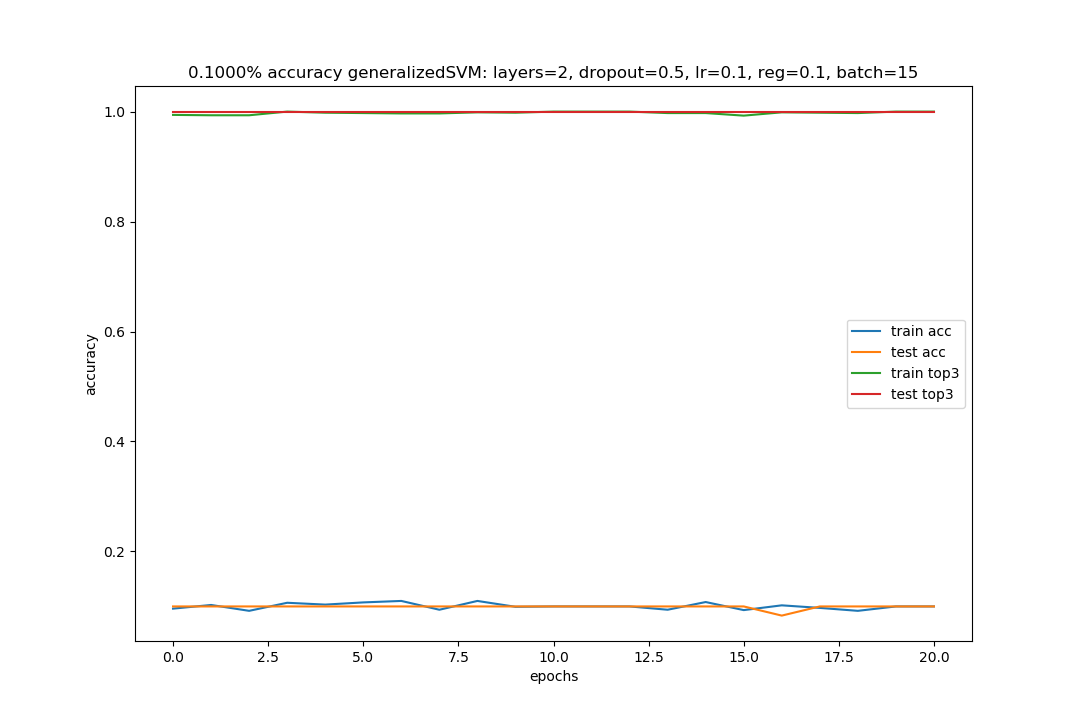 0.1000% accuracy generalizedSVM: layers=2, dropout=0.5, lr=0.1, reg=0.1, batch=15
1.0
0.8
0.6
0.4
0.2
accuracy
train acc
test acc
train top3
test top3
0.0 2.5 5.0 7.5 10.0 12.5 15.0 17.5 20.0
epochs